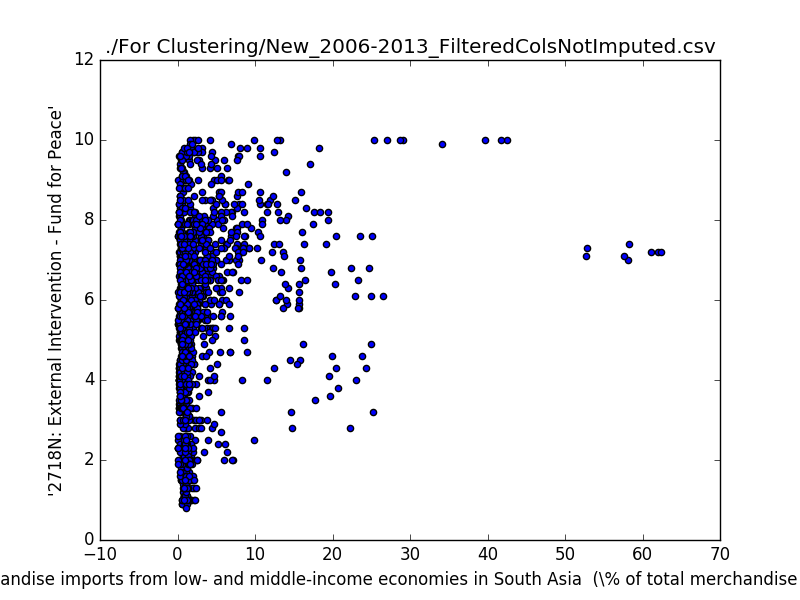 ./For Clustering/New_2006-2013_FilteredColsNotImputed.csv
'2718N: External Intervention - Fund for Peace'
12
10
8
6
4
2
0
−10 0 10 20 30 40 50 60 70
andise imports from low- and middle-income economies in South Asia (\% of total merchandise